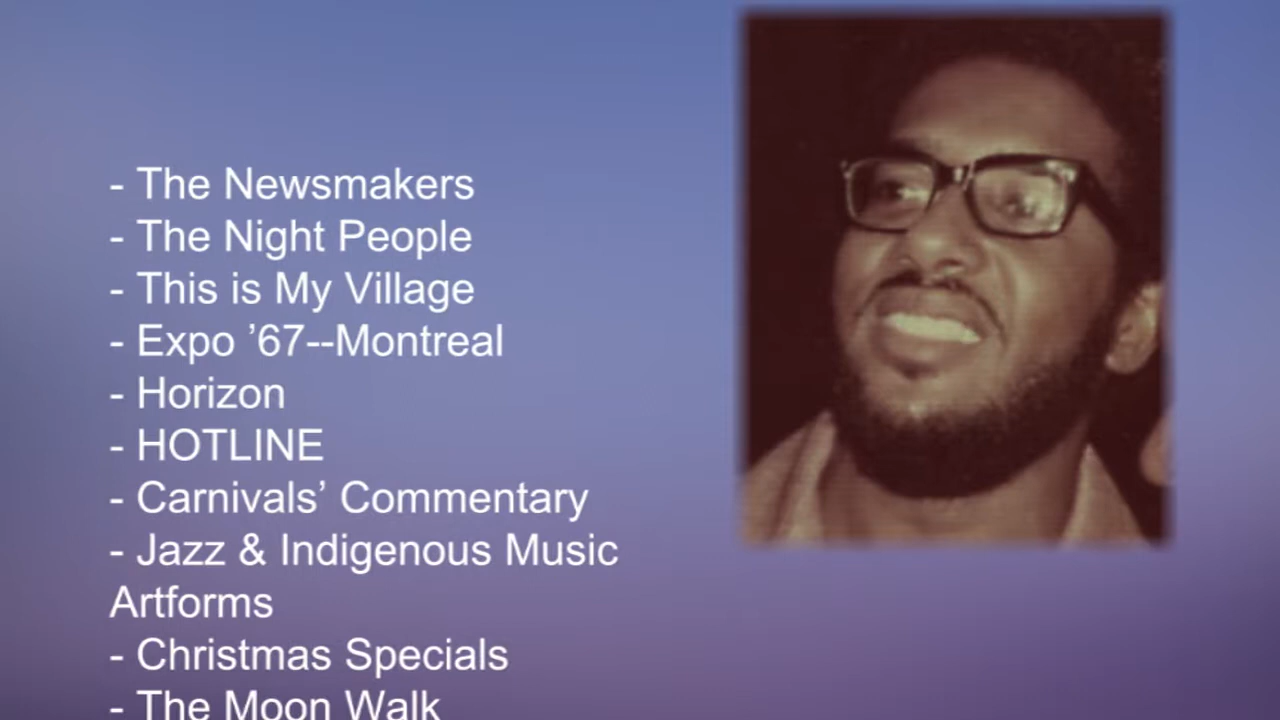 - The Newsmakers
- The Night People
- This is My Village
- Expo ’67--Montreal
- Horizon
- HOTLINE
- Carnivals’ Commentary
- Jazz & Indigenous Music
Artforms
- Christmas Specials
- The Moon Walk